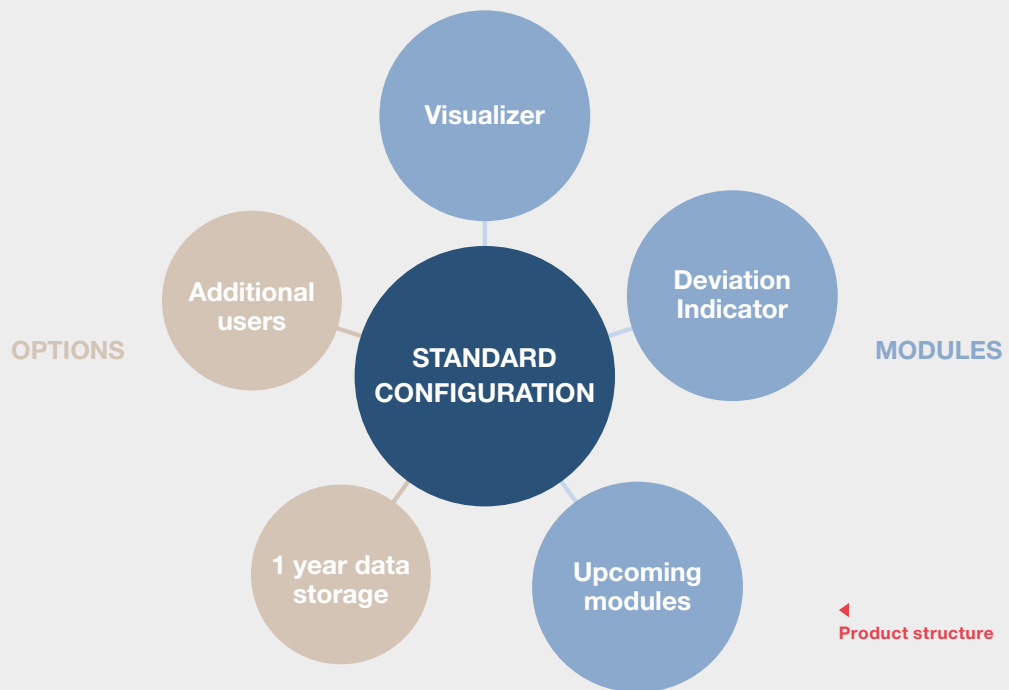 Visualizer
Deviation
Indicator
Additional
users
OPTIONS
STANDARD
CONFIGURATION
MODULES
1 year data
storage
Upcoming
modules
Product structure